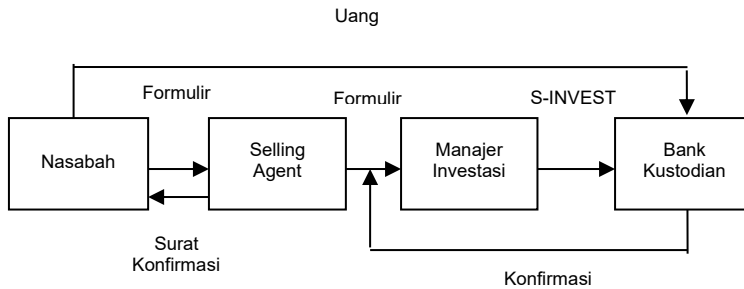 Uang
Formulir
Formulir
S-INVEST
Nasabah
Selling
Agent
Manajer
Investasi
Bank
Kustodian
Surat
Konfirmasi
Konfirmasi